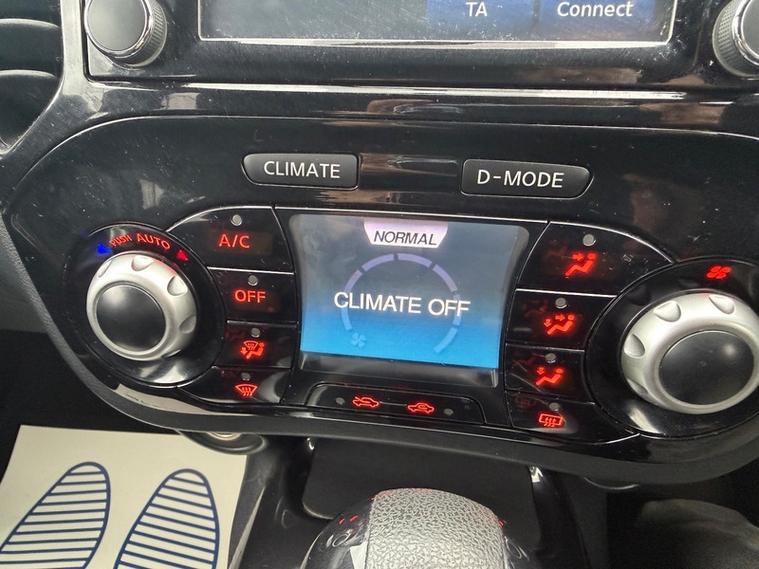 TA
Connect
CLIMATE
D-MODE
PUSH AUTO
A/C
NORMAL
OFF
CLIMATE OFF